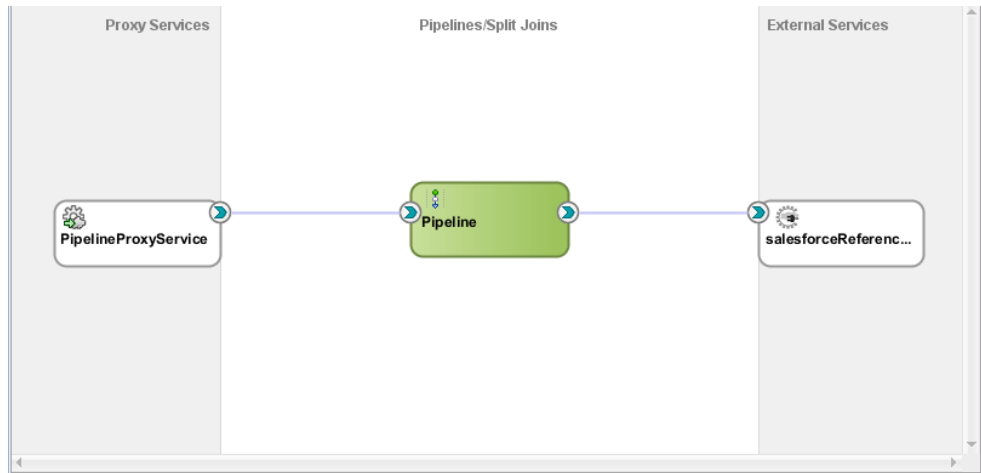 Proxy Services
Pipelines/Split Joins
External Services
Pipeline
PipelineProxyService
salesforceReferenc...